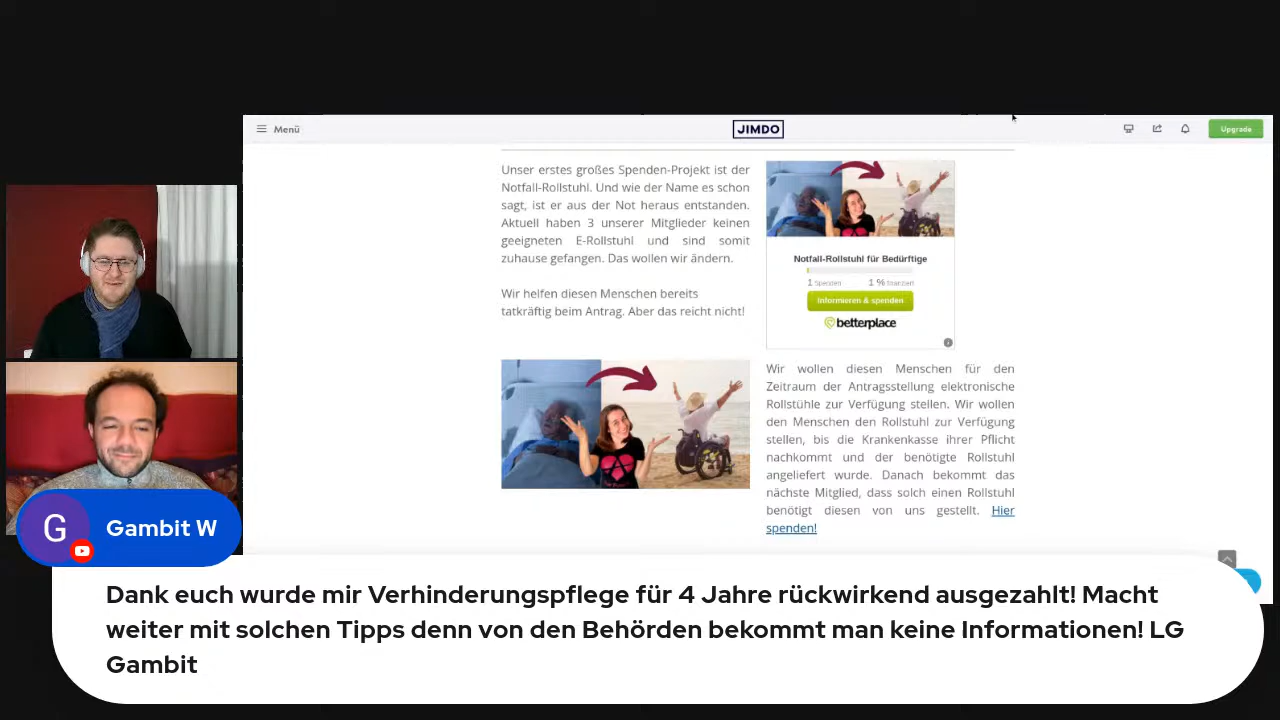 Menü
JIMDO
Upgrade
Unser erstes großes Spenden-Projekt ist der
Notfall-Rollstuhl. Und wie der Name es schon
sagt, ist er aus der Not heraus entstanden.
Aktuell haben 3 unserer Mitglieder keinen
geeigneten E-Rollstuhl und sind somit
zuhause gefangen. Das wollen wir ändern.
Wir helfen diesen Menschen bereits
tatkräftig beim Antrag. Aber das reicht nicht!
Notfall-Rollstuhl für Bedürftige
1 Spenden 1 % finanziert
Informieren & spenden
betterplace
Wir wollen diesen Menschen für den
Zeitraum der Antragsstellung elektronische
Rollstühle zur Verfügung stellen. Wir wollen
den Menschen den Rollstuhl zur Verfügung
stellen, bis die Krankenkasse ihrer Pflicht
nachkommt und der benötigte Rollstuhl
angeliefert wurde. Danach bekommt das
nächste Mitglied, dass solch einen Rollstuhl
benötigt diesen von uns gestellt. Hier
spenden!
G
Gambit W
Dank euch wurde mir Verhinderungspflege für 4 Jahre rückwirkend ausgezahlt! Macht
weiter mit solchen Tipps denn von den Behörden bekommt man keine Informationen! LG
Gambit